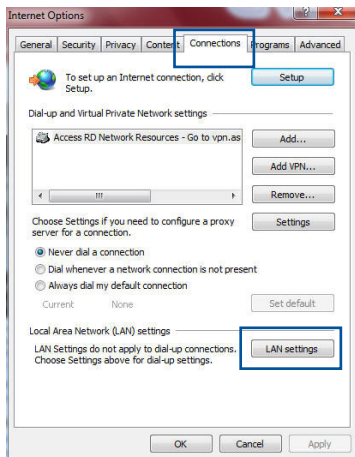 Internet Options
General Security Privacy Content Connections Programs Advanced
To set up an Internet connection, click Setup.
Setup
Dial-up and Virtual Private Network settings
Access RD Network Resources - Go to vpn.as
Add...
Add VPN...
Remove...
Choose Settings if you need to configure a proxy
server for a connection.
Settings
Never dial a connection
Dial whenever a network connection is not present
Always dial my default connection
Current None
Set default
Local Area Network (LAN) settings
LAN Settings do not apply to dial-up connections.
Choose Settings above for dial-up settings.
LAN settings
OK Cancel Apply